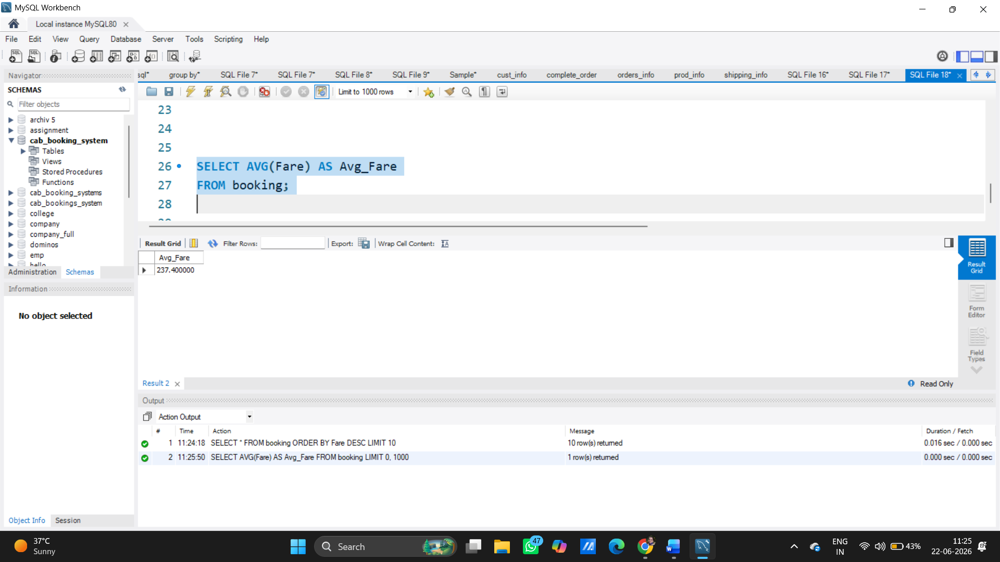 MySQL Workbench
Local instance MySQL80
File Edit View Query Database Server Tools Scripting Help
Navigator
sql* group by* SQL File 7* SQL File 7* SQL File 8* SQL File 9* Sample* cust_info complete_order orders_info prod_info shipping_info SQL File 16* SQL File 17* SQL File 18*
SCHEMAS
Limit to 1000 rows
Filter objects
archiv 5
assignment
cab_booking_system
Tables
Views
Stored Procedures
Functions
cab_booking_systems
cab_bookings_system
college
company
company_full
dominos
emp
hello
Administration Schemas
Information
No object selected
Object Info Session
23
24
25
26 SELECT AVG(Fare) AS Avg_Fare
27 FROM booking;
28
Result Grid Filter Rows: Export: Wrap Cell Content:
Avg_Fare
237.400000
Result Grid
Form Editor
Field Types
Result 2 Read Only
Output
Action Output
# Time Action Message Duration / Fetch
1 11:24:18 SELECT * FROM booking ORDER BY Fare DESC LIMIT 10 10 row(s) returned 0.016 sec / 0.000 sec
2 11:25:50 SELECT AVG(Fare) AS Avg_Fare FROM booking LIMIT 0, 1000 1 row(s) returned 0.000 sec / 0.000 sec
37°C
Sunny
Search
47
ENG
IN
43%
11:25
22-06-2026